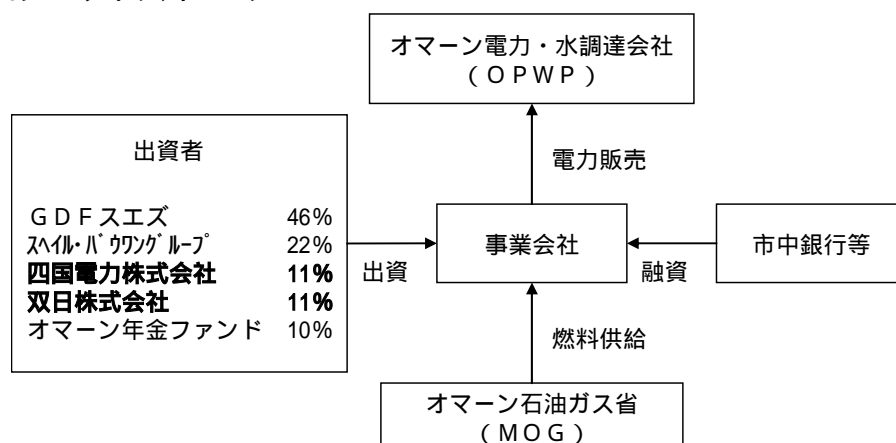 オマーン電力・水調達会社
(OPWP)
出資者
GDFスエズ 46%
スヘイル・バウワングループ 22%
四国電力株式会社 11%
双日株式会社 11%
オマーン年金ファンド 10%
電力販売
出資
事業会社
融資
市中銀行等
燃料供給
オマーン石油ガス省
(MOG)